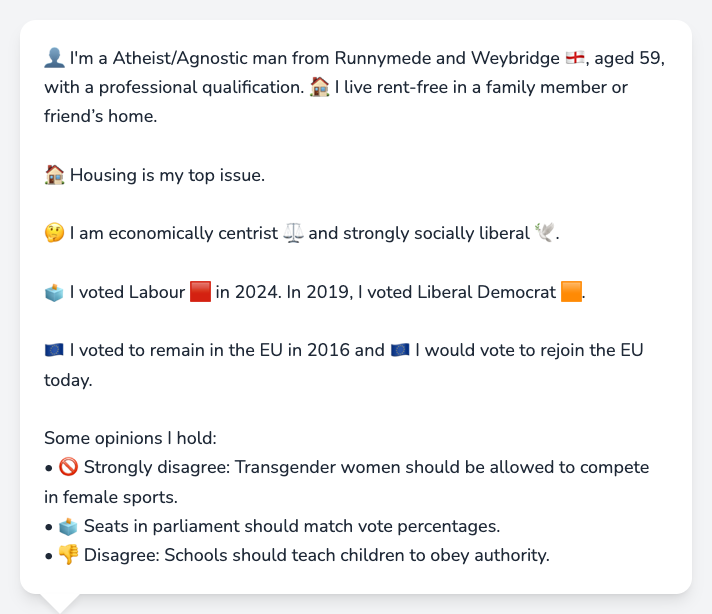 👤 I'm a Atheist/Agnostic man from Runnymede and Weybridge 🏴󠁧󠁢󠁥󠁮󠁧󠁿, aged 59,
with a professional qualification. 🏠 I live rent-free in a family member or
friend’s home.
🏠 Housing is my top issue.
🤔 I am economically centrist ⚖️ and strongly socially liberal 🕊️.
🗳️ I voted Labour 🟥 in 2024. In 2019, I voted Liberal Democrat 🟧.
🇪🇺 I voted to remain in the EU in 2016 and 🇪🇺 I would vote to rejoin the EU
today.
Some opinions I hold:
• 🚫 Strongly disagree: Transgender women should be allowed to compete
in female sports.
• 🗳️ Seats in parliament should match vote percentages.
• 👎 Disagree: Schools should teach children to obey authority.